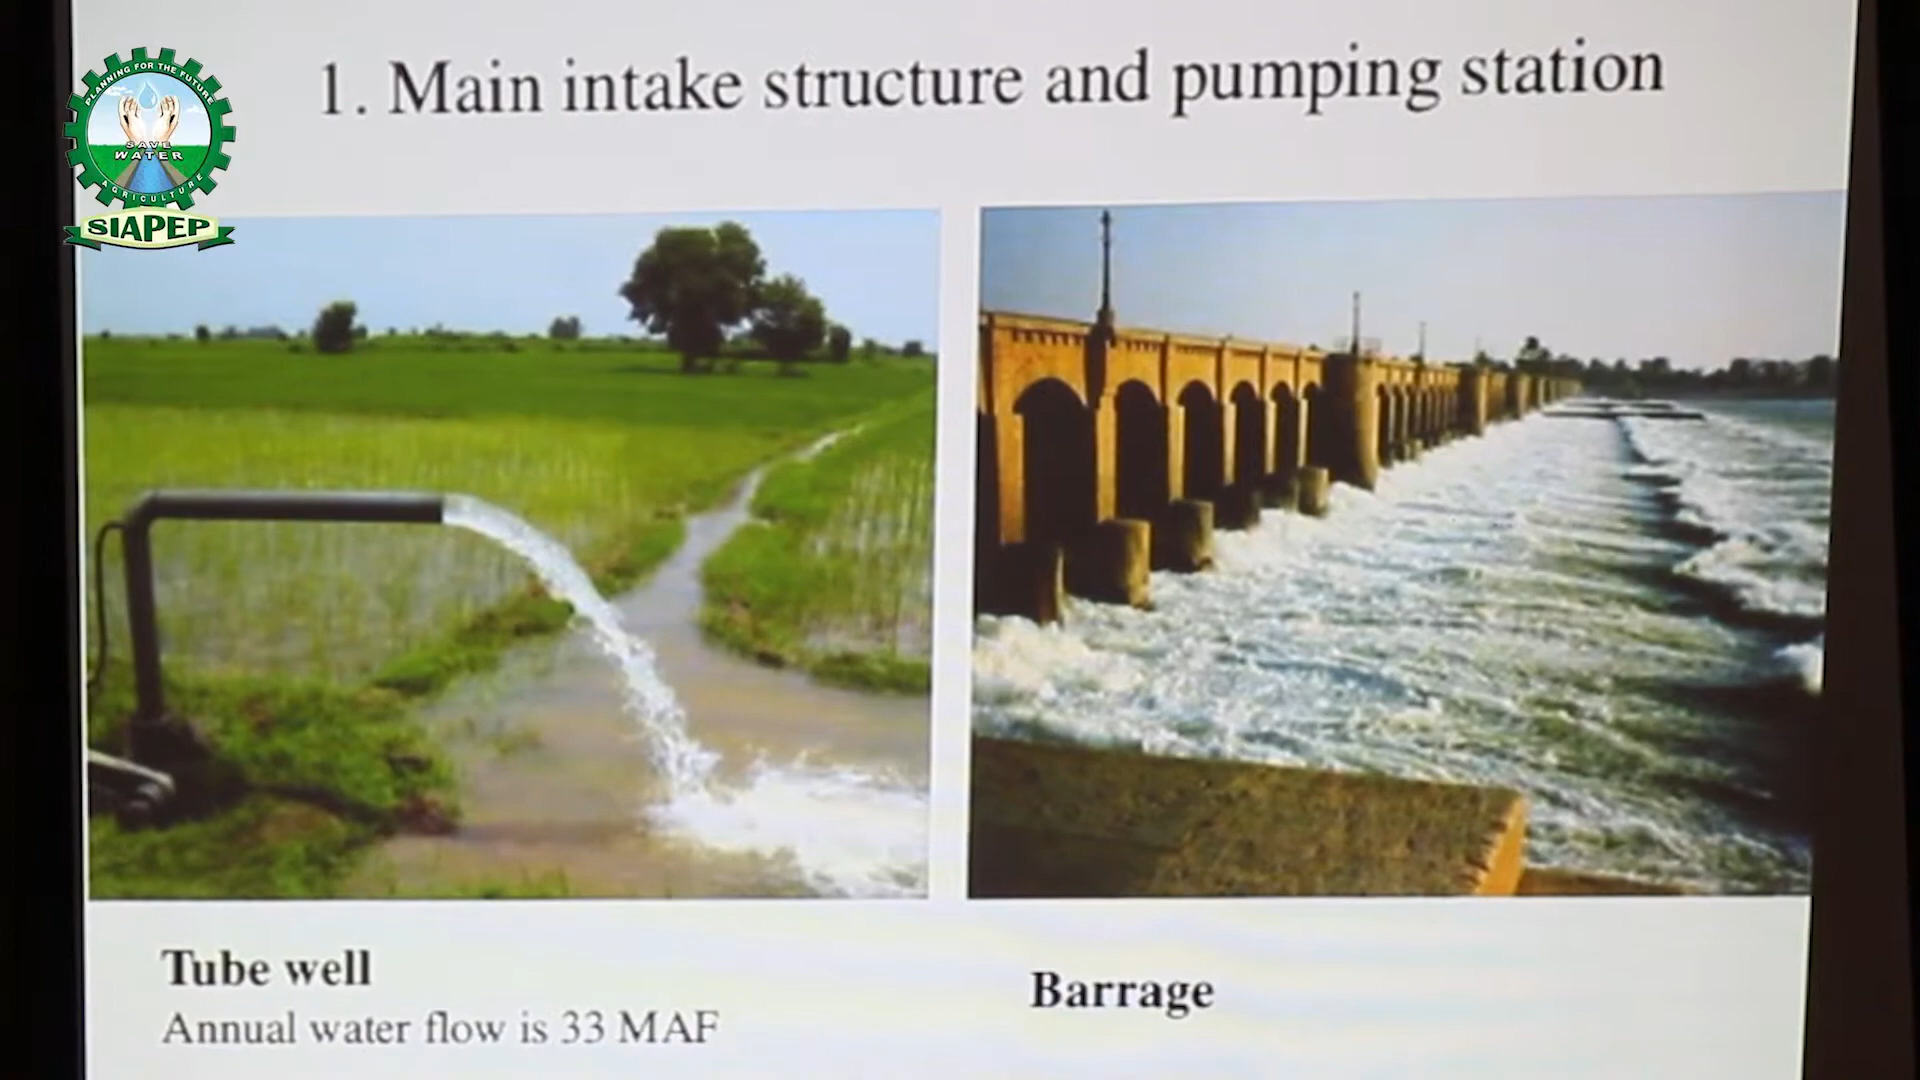 1. Main intake structure and pumping station
PLANNING FOR THE FUTURE
SAVE
WATER
AGRICULTURE
SIAPEP
Tube well
Annual water flow is 33 MAF
Barrage